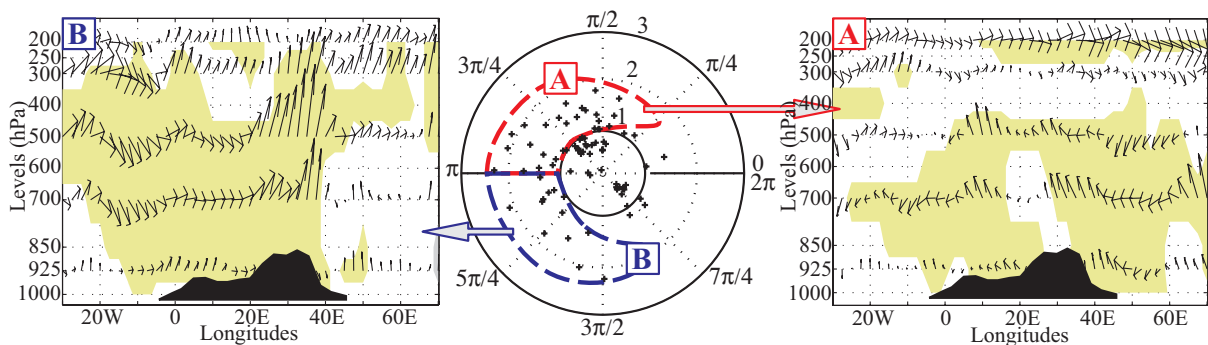 B
200
250
300
400
500
600
700
850
925
1000
Levels (hPa)
20W 0 20E 40E 60E
Longitudes
π/2
3
3π/4
π/4
A
2
1
π
0
2π
B
5π/4
7π/4
3π/2
A
200
250
300
400
500
600
700
850
925
1000
Levels (hPa)
20W 0 20E 40E 60E
Longitudes